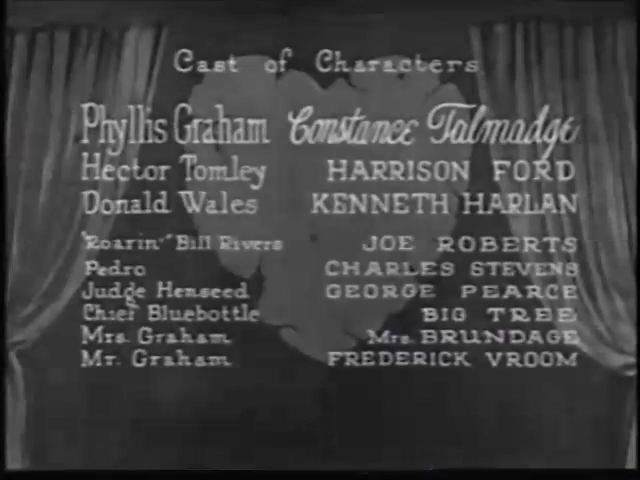 Cast of Characters
Phyllis Graham Constance Talmadge
Hector Tomley HARRISON FORD
Donald Wales KENNETH HARLAN
"Roarin'" Bill Rivers JOE ROBERTS
Pedro CHARLES STEVENS
Judge Henseed GEORGE PEARCE
Chief Bluebottle BIG TREE
Mrs. Graham Mrs. BRUNDAGE
Mr. Graham FREDERICK VROOM